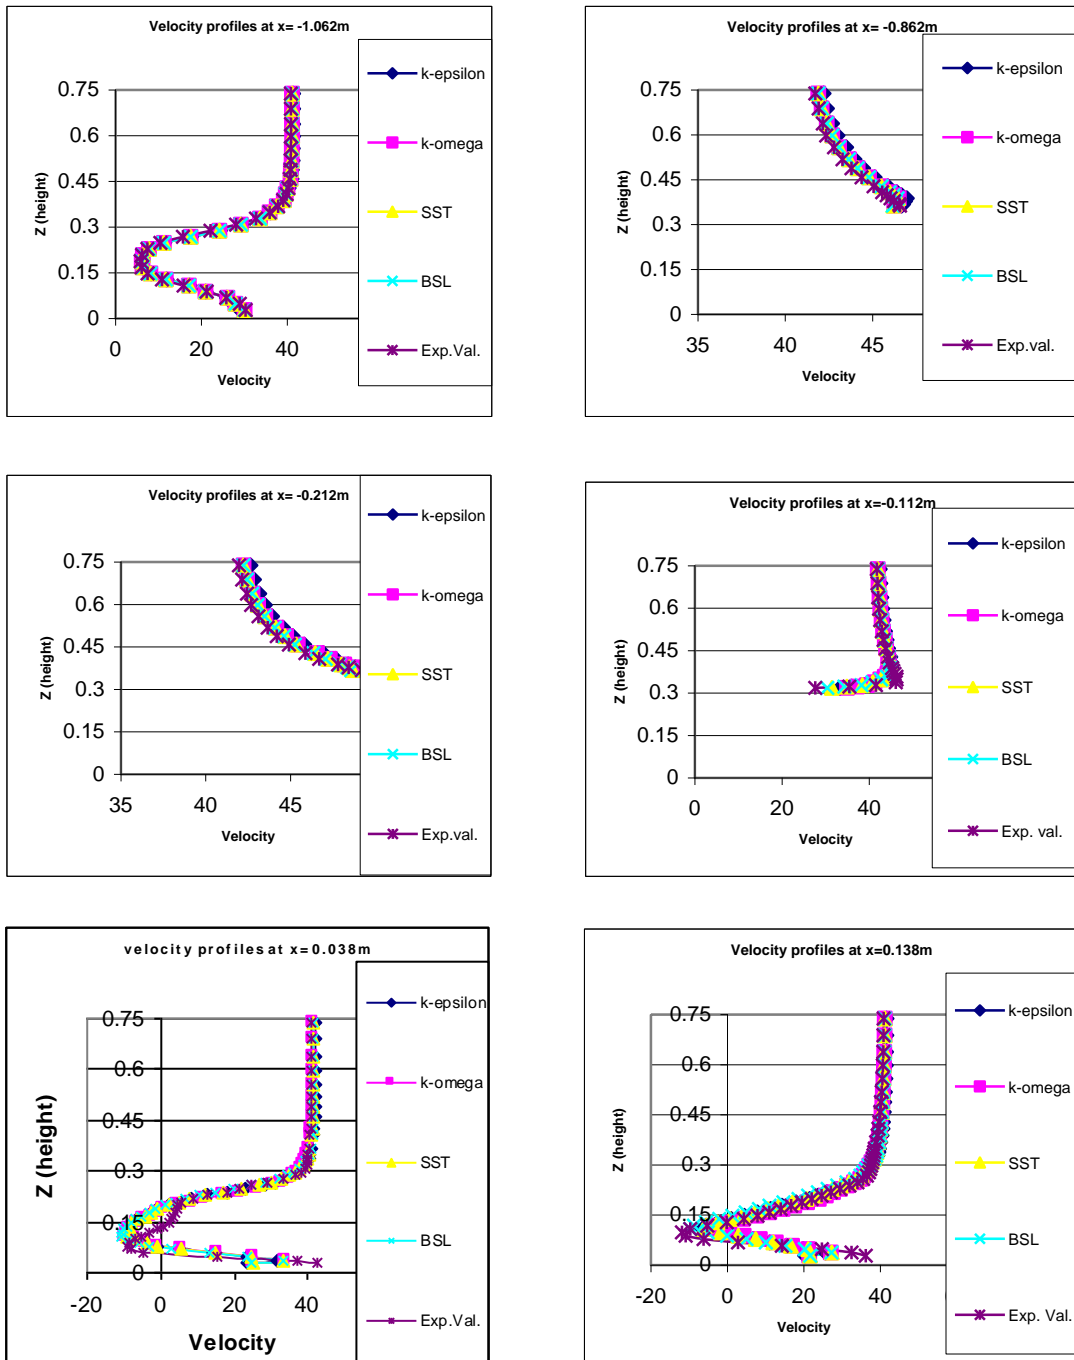 Velocity profiles at x= -1.062m
k-epsilon
0.75
0.6
k-omega
0.45
Z (height)
SST
0.3
0.15
BSL
0
0 20 40
Velocity
Exp.Val.
Velocity profiles at x= -0.862m
k-epsilon
0.75
k-omega
0.6
0.45
Z (height)
SST
0.3
0.15
BSL
0
35 40 45
Exp.val.
Velocity
Velocity profiles at x= -0.212m
k-epsilon
0.75
k-omega
0.6
0.45
Z (height)
SST
0.3
0.15
BSL
0
35 40 45
Velocity
Exp.val.
Velocity profiles at x=-0.112m
k-epsilon
0.75
0.6
k-omega
0.45
Z (height)
SST
0.3
0.15
BSL
0
0 20 40
Velocity
Exp. val.
velocity profiles at x=0.038m
k-epsilon
0.75
0.6
k-omega
0.45
Z (height)
0.3
SST
0.15
BSL
0
-20 0 20 40
Exp.Val.
Velocity
Velocity profiles at x=0.138m
k-epsilon
0.75
0.6
k-omega
0.45
Z (height)
0.3
SST
0.15
BSL
0
-20 0 20 40
Exp. Val.
Velocity